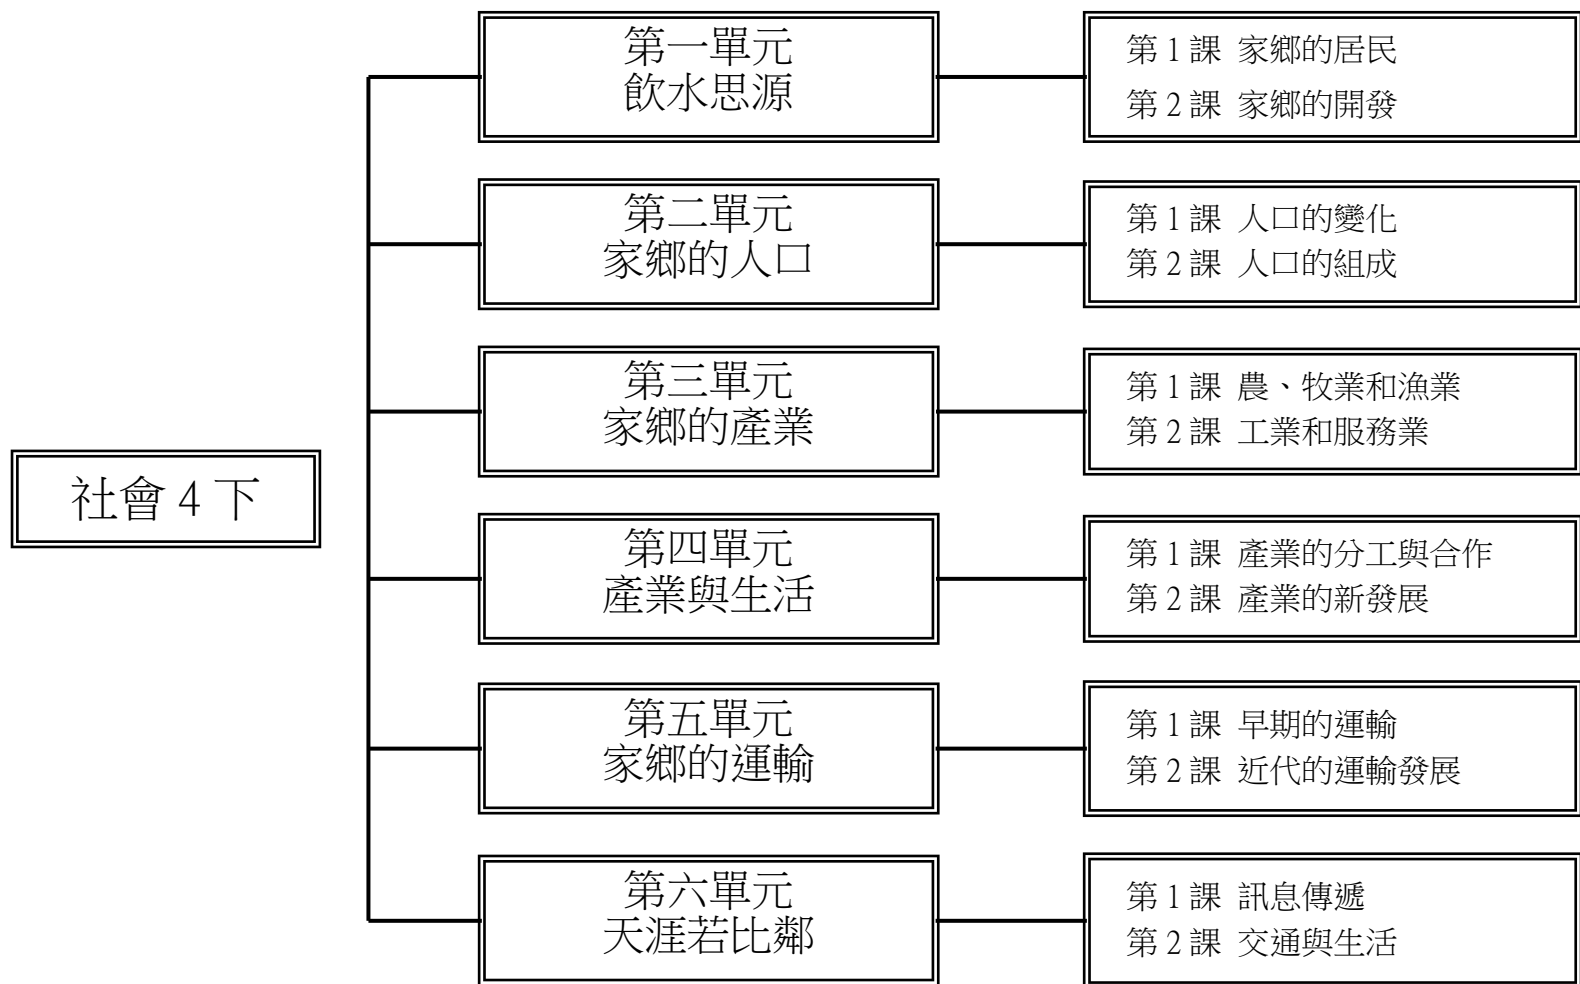 社會 4 下
第一單元
飲水思源
第 1 課 家鄉的居民
第 2 課 家鄉的開發
第二單元
家鄉的人口
第 1 課 人口的變化
第 2 課 人口的組成
第三單元
家鄉的產業
第 1 課 農、牧業和漁業
第 2 課 工業和服務業
第四單元
產業與生活
第 1 課 產業的分工與合作
第 2 課 產業的新發展
第五單元
家鄉的運輸
第 1 課 早期的運輸
第 2 課 近代的運輸發展
第六單元
天涯若比鄰
第 1 課 訊息傳遞
第 2 課 交通與生活